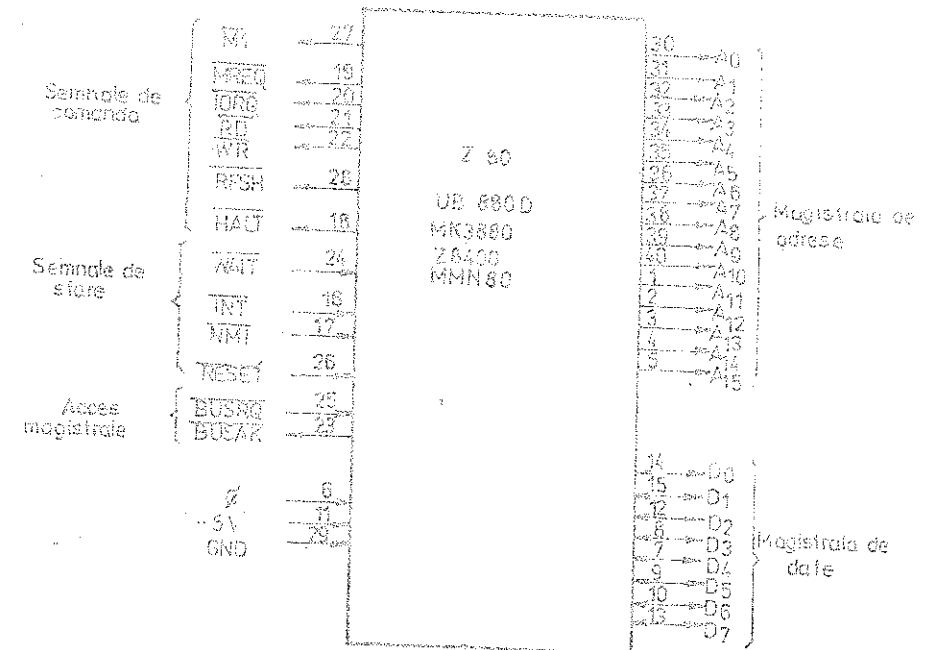 Semnale de
comanda
M1 27
MREQ 19
IORQ 20
RD 21
WR 22
RFSH 28
HALT 18
Semnale de
stare
WAIT 24
INT 16
NMI 17
RESET 26
Acces
magistrale
BUSRQ 25
BUSAK 23
Ø 6
5V 11
GND 29
Z 80
UB 880D
MK3880
Z8400
MMN80
30 A0
31 A1
32 A2
33 A3
34 A4
35 A5
36 A6
37 A7
38 A8
39 A9
40 A10
1 A11
2 A12
3 A13
4 A14
5 A15
Magistrala de
adrese
14 D0
15 D1
12 D2
8 D3
7 D4
9 D5
10 D6
13 D7
Magistrala de
date